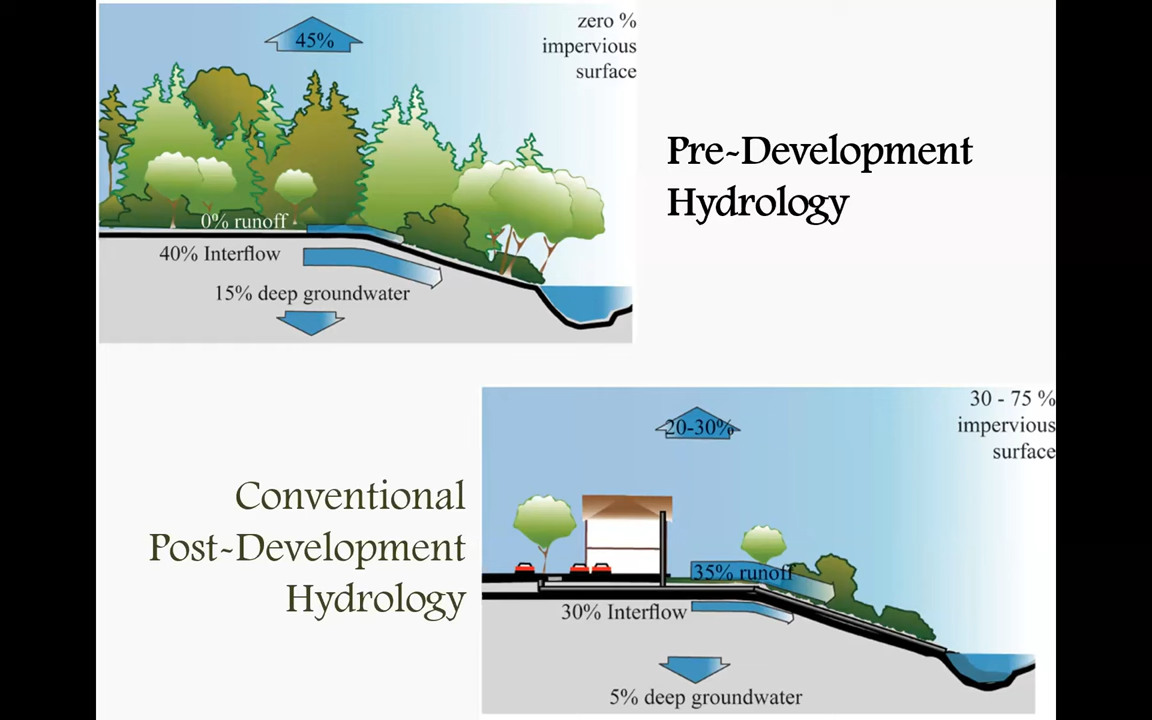 45%
zero %
impervious
surface
Pre-Development
Hydrology
0% runoff
40% Interflow
15% deep groundwater
30 - 75 %
impervious
surface
20-30%
Conventional
Post-Development
Hydrology
35% runoff
30% Interflow
5% deep groundwater